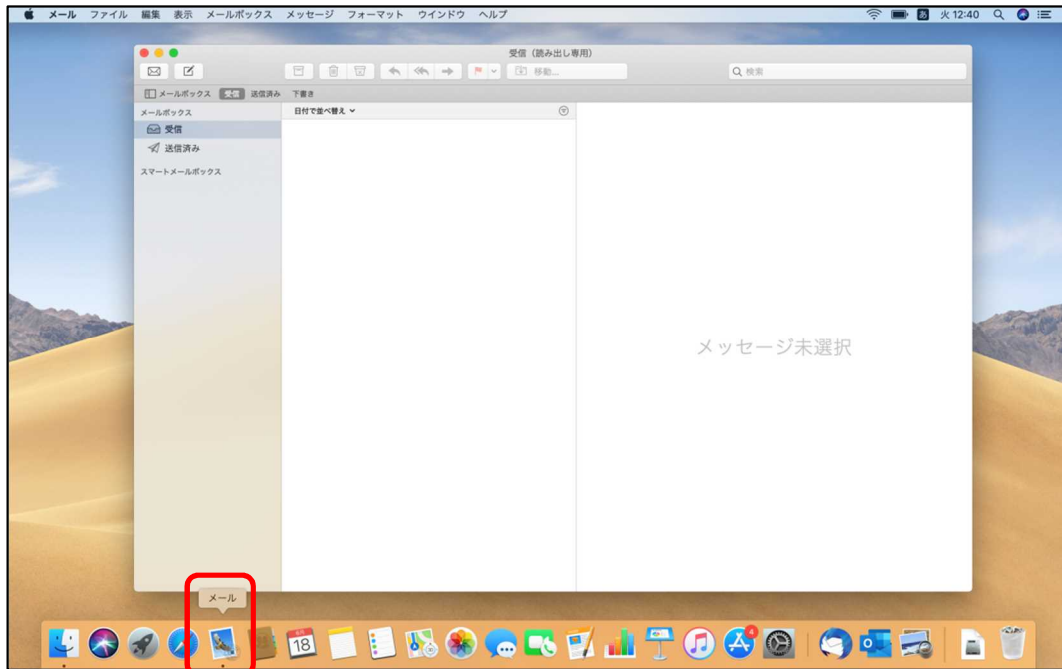 メール ファイル 編集 表示 メールボックス メッセージ フォーマット ウインドウ ヘルプ あ 火 12:40
受信（読み出し専用）
移動... 検索
メールボックス 受信 送信済み 下書き
メールボックス 日付で並べ替え
受信
送信済み
スマートメールボックス
メッセージ未選択
メール
18
4